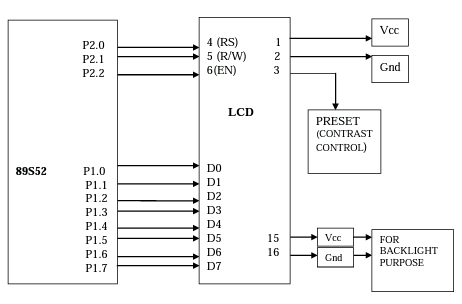 P2.0
P2.1
P2.2
89S52
P1.0
P1.1
P1.2
P1.3
P1.4
P1.5
P1.6
P1.7
4 (RS)
5 (R/W)
6(EN)
LCD
D0
D1
D2
D3
D4
D5
D6
D7
1
2
3
15
16
Vcc
Gnd
PRESET
(CONTRAST
CONTROL)
Vcc
Gnd
FOR
BACKLIGHT
PURPOSE